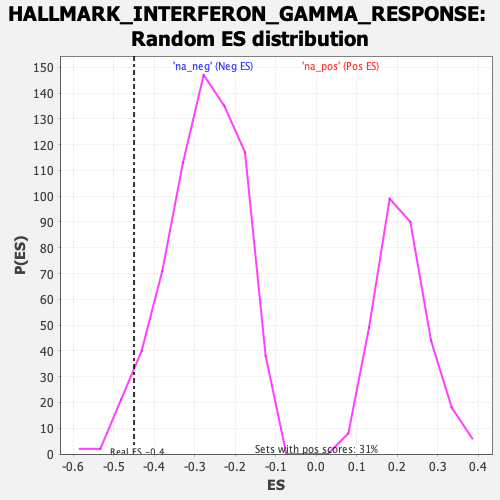 HALLMARK_INTERFERON_GAMMA_RESPONSE:
Random ES distribution
'na_neg' (Neg ES)
'na_pos' (Pos ES)
150
140
130
120
110
100
90
80
70
60
50
40
30
20
10
0
P(ES)
Real ES -0.4
Sets with pos scores: 31%
-0.6 -0.5 -0.4 -0.3 -0.2 -0.1 0.0 0.1 0.2 0.3 0.4
ES